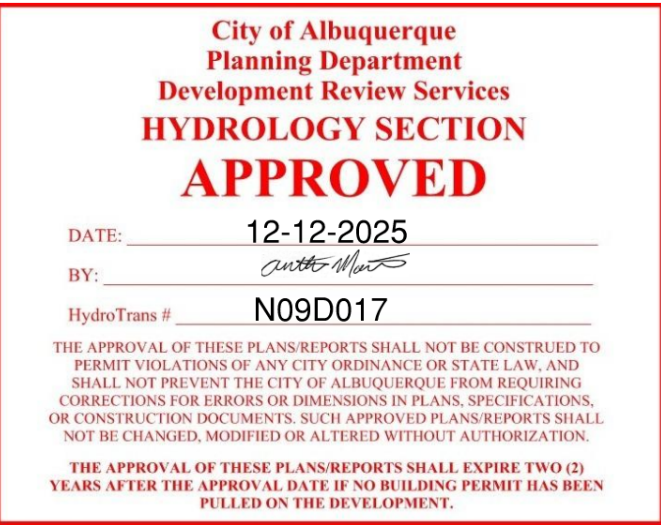 City of Albuquerque
Planning Department
Development Review Services
HYDROLOGY SECTION
APPROVED
DATE: 12-12-2025
BY:
HydroTrans # N09D017
THE APPROVAL OF THESE PLANS/REPORTS SHALL NOT BE CONSTRUED TO
PERMIT VIOLATIONS OF ANY CITY ORDINANCE OR STATE LAW, AND
SHALL NOT PREVENT THE CITY OF ALBUQUERQUE FROM REQUIRING
CORRECTIONS FOR ERRORS OR DIMENSIONS IN PLANS, SPECIFICATIONS,
OR CONSTRUCTION DOCUMENTS. SUCH APPROVED PLANS/REPORTS SHALL
NOT BE CHANGED, MODIFIED OR ALTERED WITHOUT AUTHORIZATION.
THE APPROVAL OF THESE PLANS/REPORTS SHALL EXPIRE TWO (2)
YEARS AFTER THE APPROVAL DATE IF NO BUILDING PERMIT HAS BEEN
PULLED ON THE DEVELOPMENT.